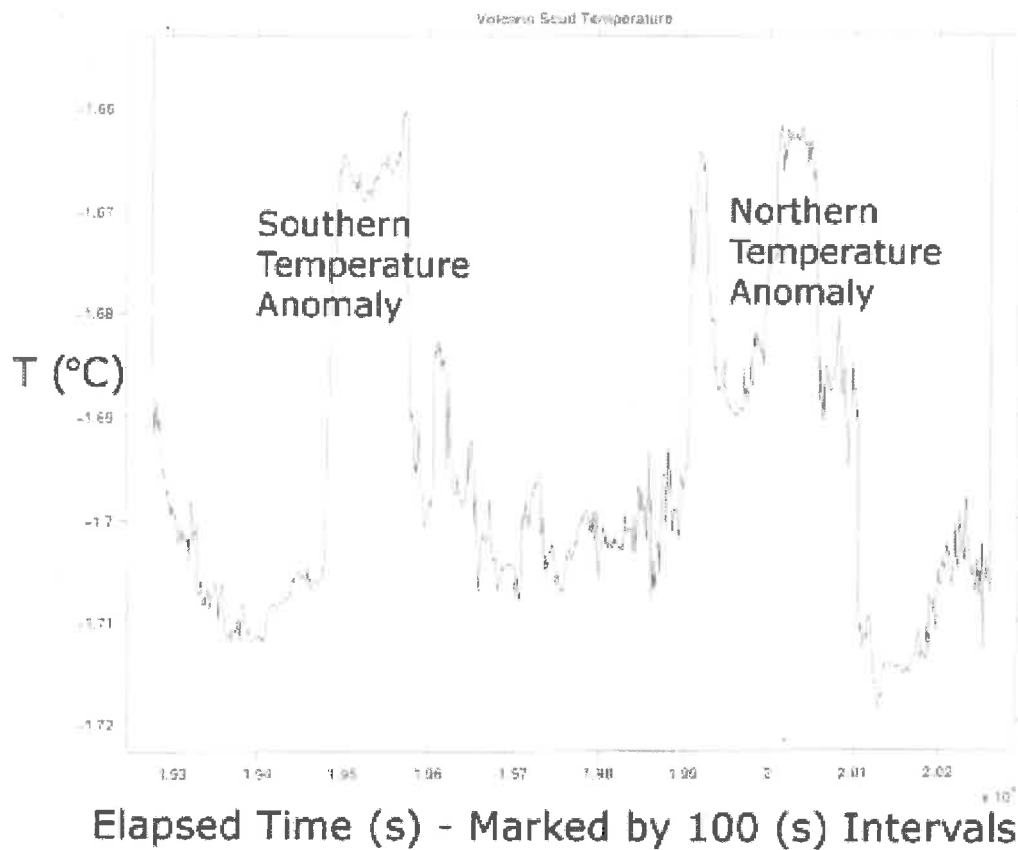 Volcano Scud Temperature
-1.66
-1.67
Southern
Temperature
Anomaly
Northern
Temperature
Anomaly
-1.68
T (°C)
-1.69
-1.7
-1.71
-1.72
1.93 1.94 1.95 1.96 1.97 1.98 1.99 2 2.01 2.02
Elapsed Time (s) - Marked by 100 (s) Intervals